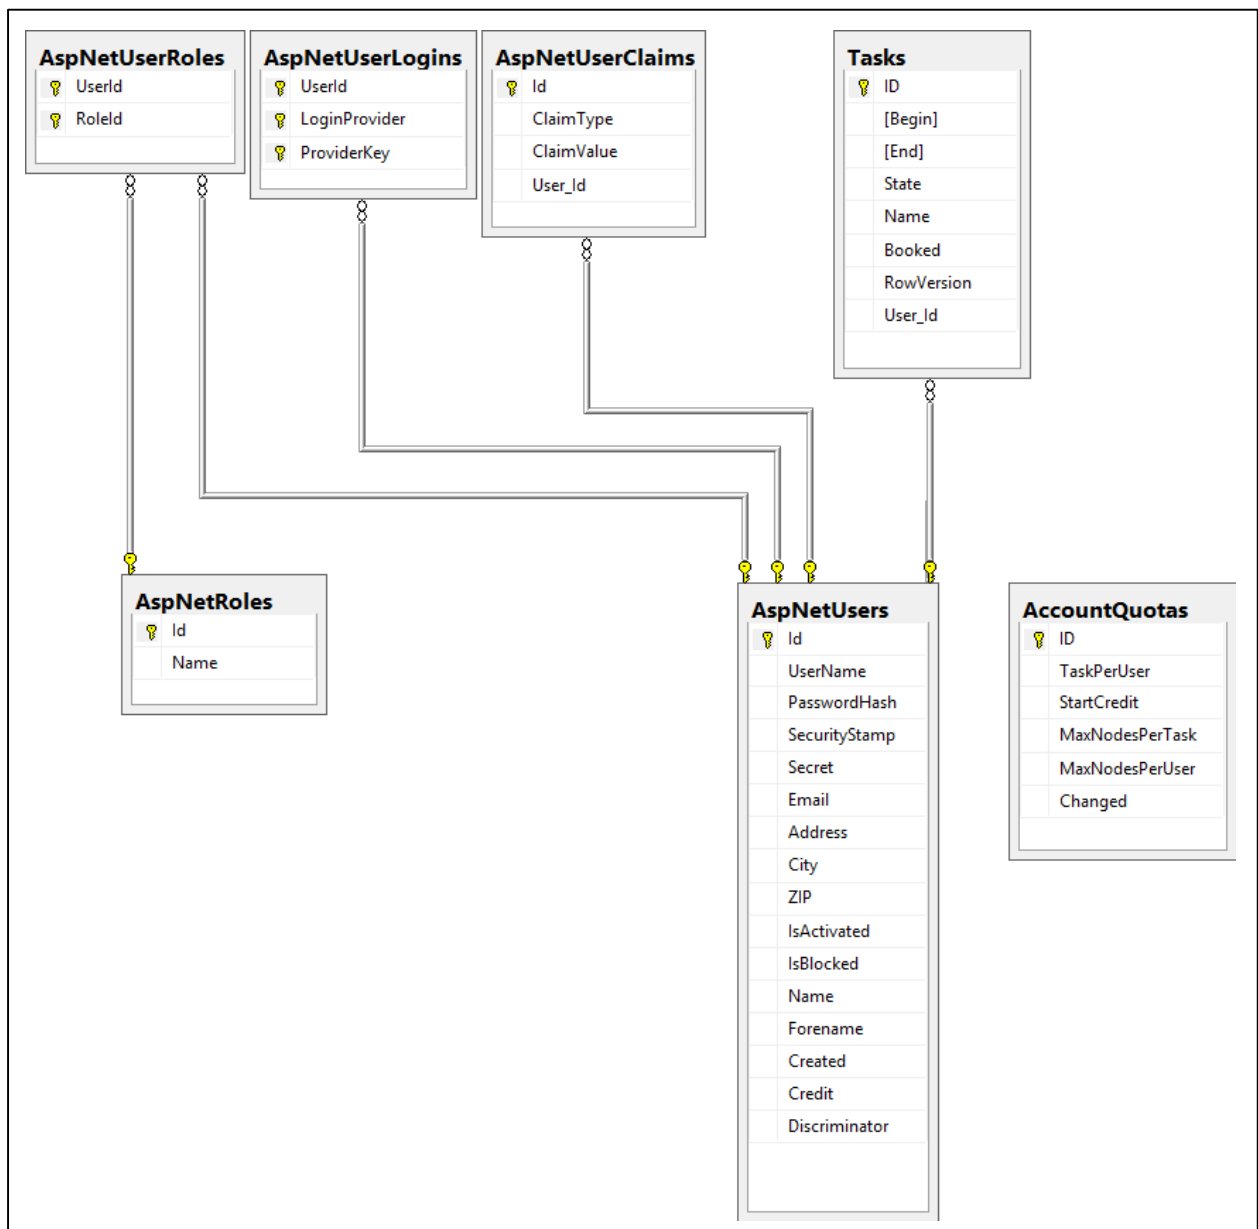 AspNetUserRoles
UserId
RoleId
AspNetUserLogins
UserId
LoginProvider
ProviderKey
AspNetUserClaims
Id
ClaimType
ClaimValue
User_Id
Tasks
ID
[Begin]
[End]
State
Name
Booked
RowVersion
User_Id
AspNetRoles
Id
Name
AspNetUsers
Id
UserName
PasswordHash
SecurityStamp
Secret
Email
Address
City
ZIP
IsActivated
IsBlocked
Name
Forename
Created
Credit
Discriminator
AccountQuotas
ID
TaskPerUser
StartCredit
MaxNodesPerTask
MaxNodesPerUser
Changed